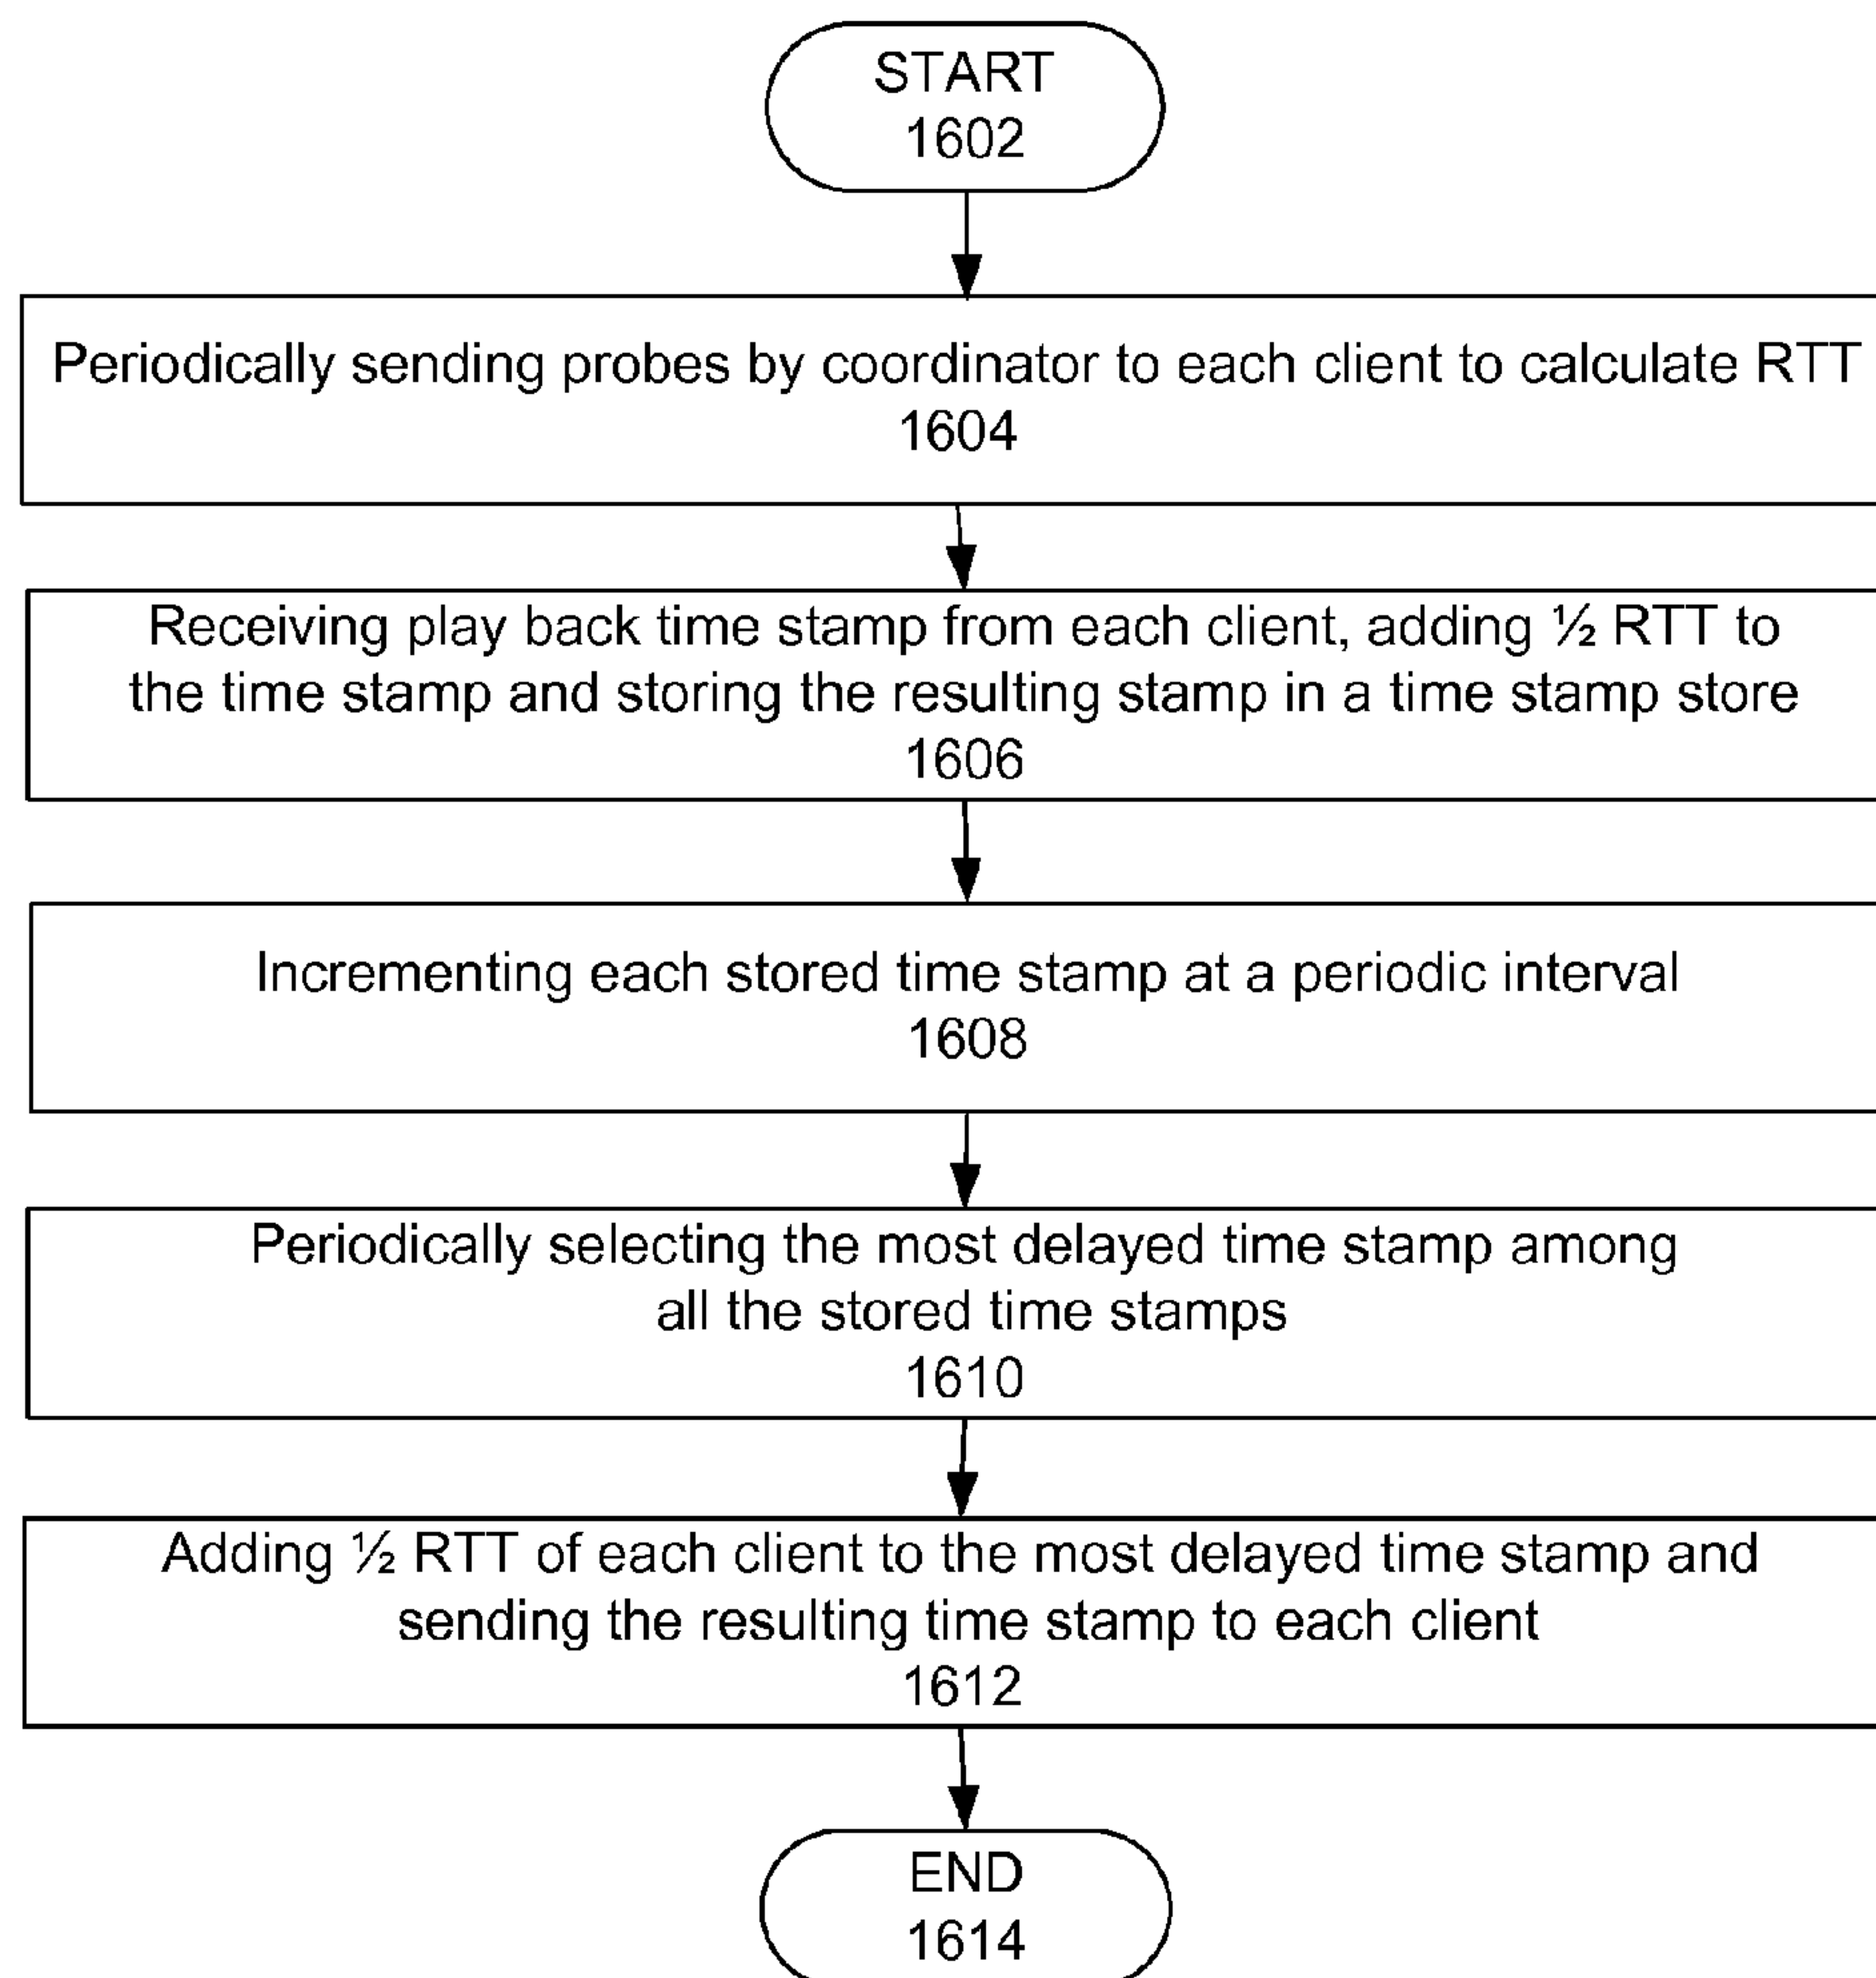 START
1602
Periodically sending probes by coordinator to each client to calculate RTT
1604
Receiving play back time stamp from each client, adding ½ RTT to
the time stamp and storing the resulting stamp in a time stamp store
1606
Incrementing each stored time stamp at a periodic interval
1608
Periodically selecting the most delayed time stamp among
all the stored time stamps
1610
Adding ½ RTT of each client to the most delayed time stamp and
sending the resulting time stamp to each client
1612
END
1614